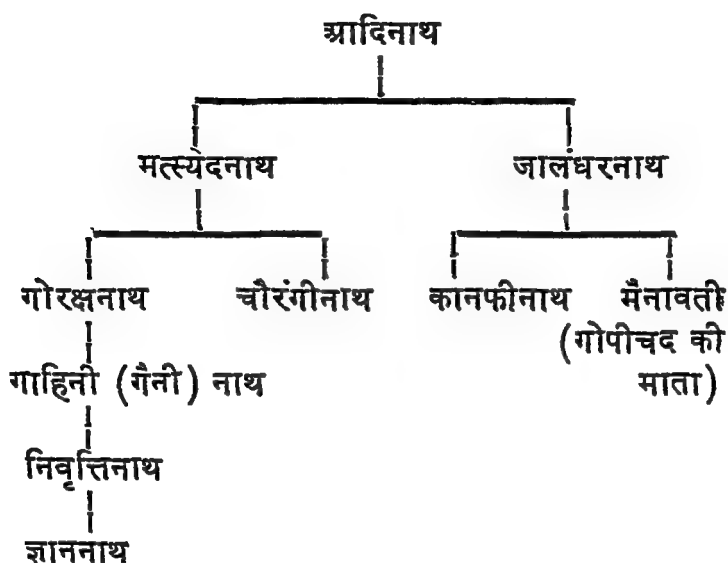 आदिनाथ
मत्स्येदनाथ जालंधरनाथ
गोरक्षनाथ चौरंगीनाथ कानफीनाथ मैनावती
(गोपीचद की
गाहिनी (गैनी) नाथ माता)
निवृत्तिनाथ
ज्ञाननाथ